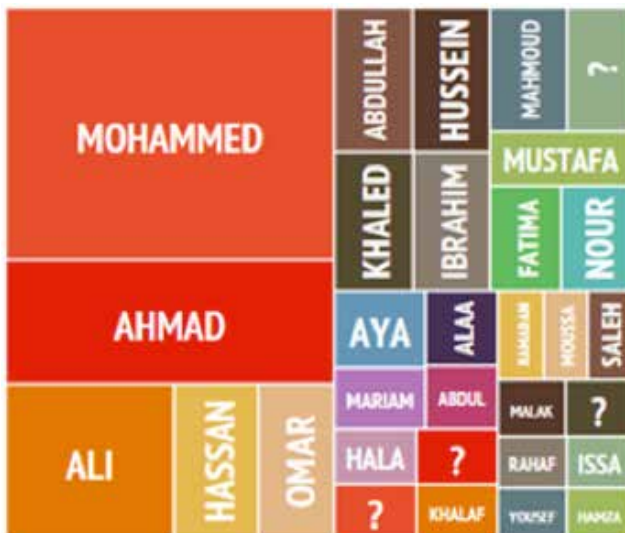 MOHAMMED
AHMAD
ALI
HASSAN
OMAR
ABDULLAH
HUSSEIN
KHALED
IBRAHIM
MAHMOUD
?
MUSTAFA
FATIMA
NOUR
AYA
ALAA
MARIAM
ABDUL
HALA
?
?
KHALAF
RAMADAN
MOUSSA
SALEH
MALAK
?
RAHAF
ISSA
YOUSEF
HAMZA